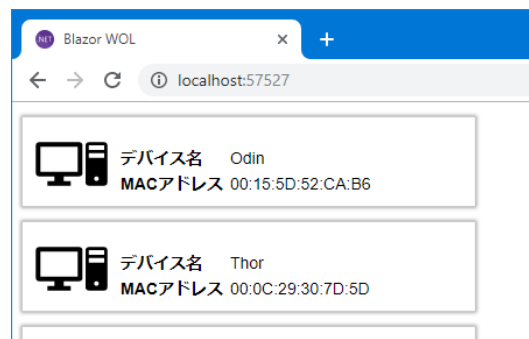 NET
Blazor WOL
localhost:57527
デバイス名 Odin
MACアドレス 00:15:5D:52:CA:B6
デバイス名 Thor
MACアドレス 00:0C:29:30:7D:5D